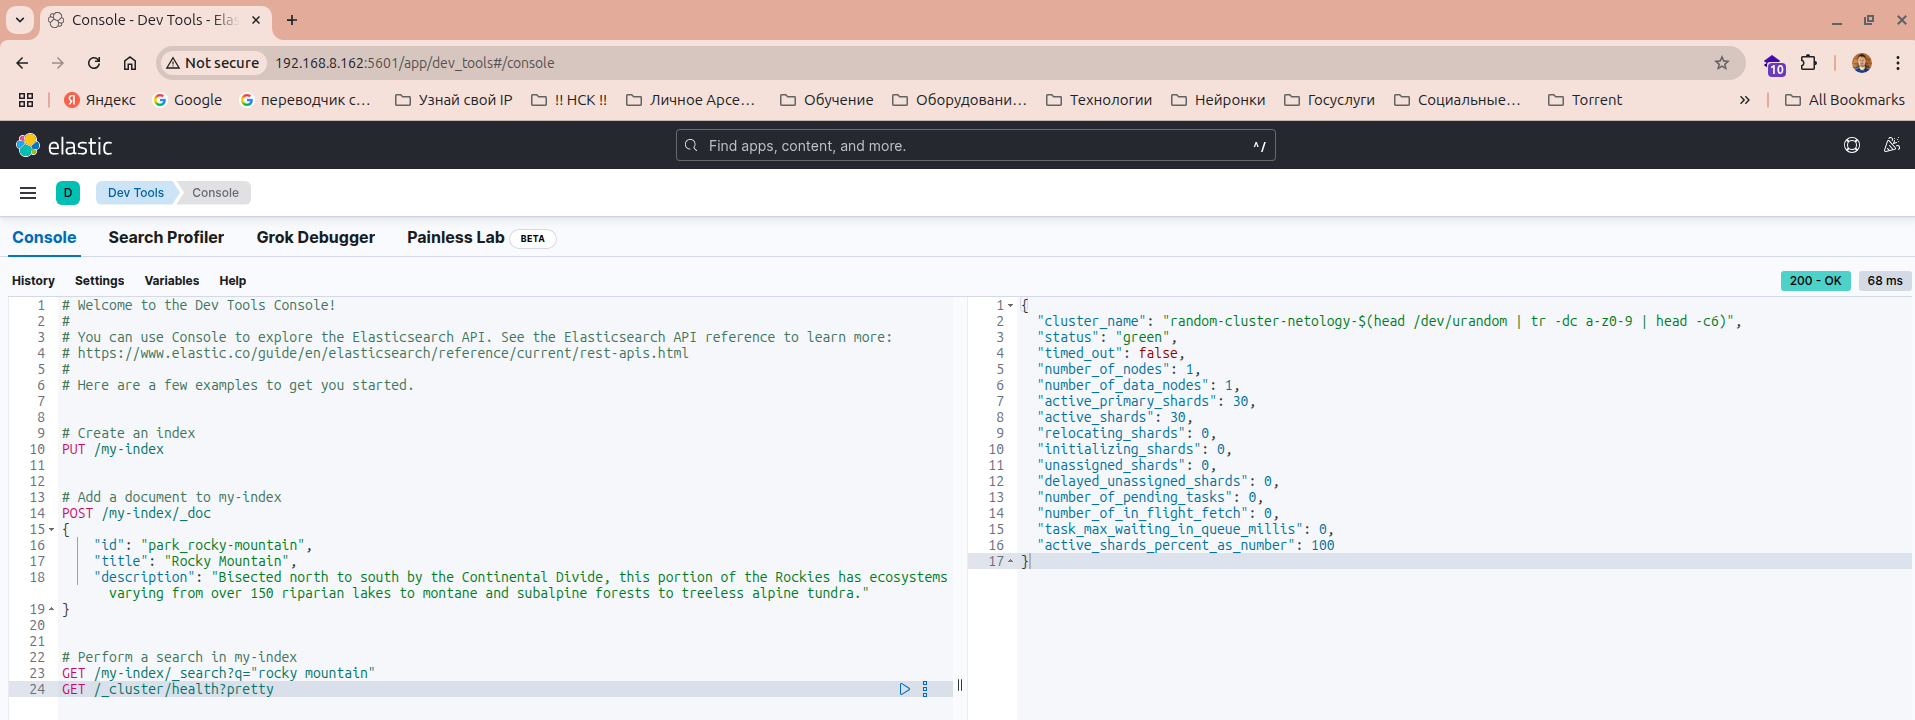 Console - Dev Tools - Elas
Not secure
192.168.8.162:5601/app/dev_tools#/console
10
Яндекс
Google
переводчик с...
Узнай свой IP
!! НСК !!
Личное Арсе...
Обучение
Оборудовани...
Технологии
Нейронки
Госуслуги
Социальные...
Torrent
All Bookmarks
elastic
Find apps, content, and more.
^/
D
Dev Tools
Console
Console
Search Profiler
Grok Debugger
Painless Lab
BETA
History
Settings
Variables
Help
200 - OK
68 ms
1 # Welcome to the Dev Tools Console!
2 #
3 # You can use Console to explore the Elasticsearch API. See the Elasticsearch API reference to learn more:
4 # https://www.elastic.co/guide/en/elasticsearch/reference/current/rest-apis.html
5 #
6 # Here are a few examples to get you started.
7
8
9 # Create an index
10 PUT /my-index
11
12
13 # Add a document to my-index
14 POST /my-index/_doc
15 {
16 "id": "park_rocky-mountain",
17 "title": "Rocky Mountain",
18 "description": "Bisected north to south by the Continental Divide, this portion of the Rockies has ecosystems
varying from over 150 riparian lakes to montane and subalpine forests to treeless alpine tundra."
19 }
20
21
22 # Perform a search in my-index
23 GET /my-index/_search?q="rocky mountain"
24 GET /_cluster/health?pretty
1 {
2 "cluster_name": "random-cluster-netology-$(head /dev/urandom | tr -dc a-z0-9 | head -c6)",
3 "status": "green",
4 "timed_out": false,
5 "number_of_nodes": 1,
6 "number_of_data_nodes": 1,
7 "active_primary_shards": 30,
8 "active_shards": 30,
9 "relocating_shards": 0,
10 "initializing_shards": 0,
11 "unassigned_shards": 0,
12 "delayed_unassigned_shards": 0,
13 "number_of_pending_tasks": 0,
14 "number_of_in_flight_fetch": 0,
15 "task_max_waiting_in_queue_millis": 0,
16 "active_shards_percent_as_number": 100
17 }